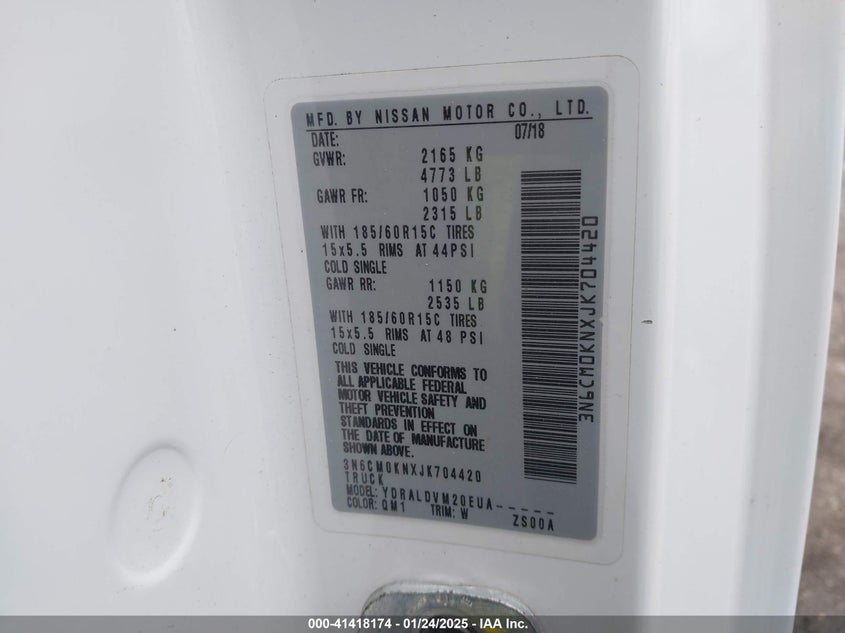 MFD. BY NISSAN MOTOR CO., LTD.
DATE: 07/18
GVWR: 2165 KG
4773 LB
GAWR FR: 1050 KG
2315 LB
WITH 185/60R15C TIRES
15x5.5 RIMS AT 44PSI
COLD SINGLE
GAWR RR: 1150 KG
2535 LB
WITH 185/60R15C TIRES
15x5.5 RIMS AT 48 PSI
COLD SINGLE
THIS VEHICLE CONFORMS TO
ALL APPLICABLE FEDERAL
MOTOR VEHICLE SAFETY AND
THEFT PREVENTION
STANDARDS IN EFFECT ON
THE DATE OF MANUFACTURE
SHOWN ABOVE.
3N6CM0KNXJK704420
TRUCK
MODEL: YDRALDVM20EUA-----
COLOR: QM1 TRIM: W ZS00A
3N6CM0KNXJK704420
000-41418174 - 01/24/2025 - IAA Inc.